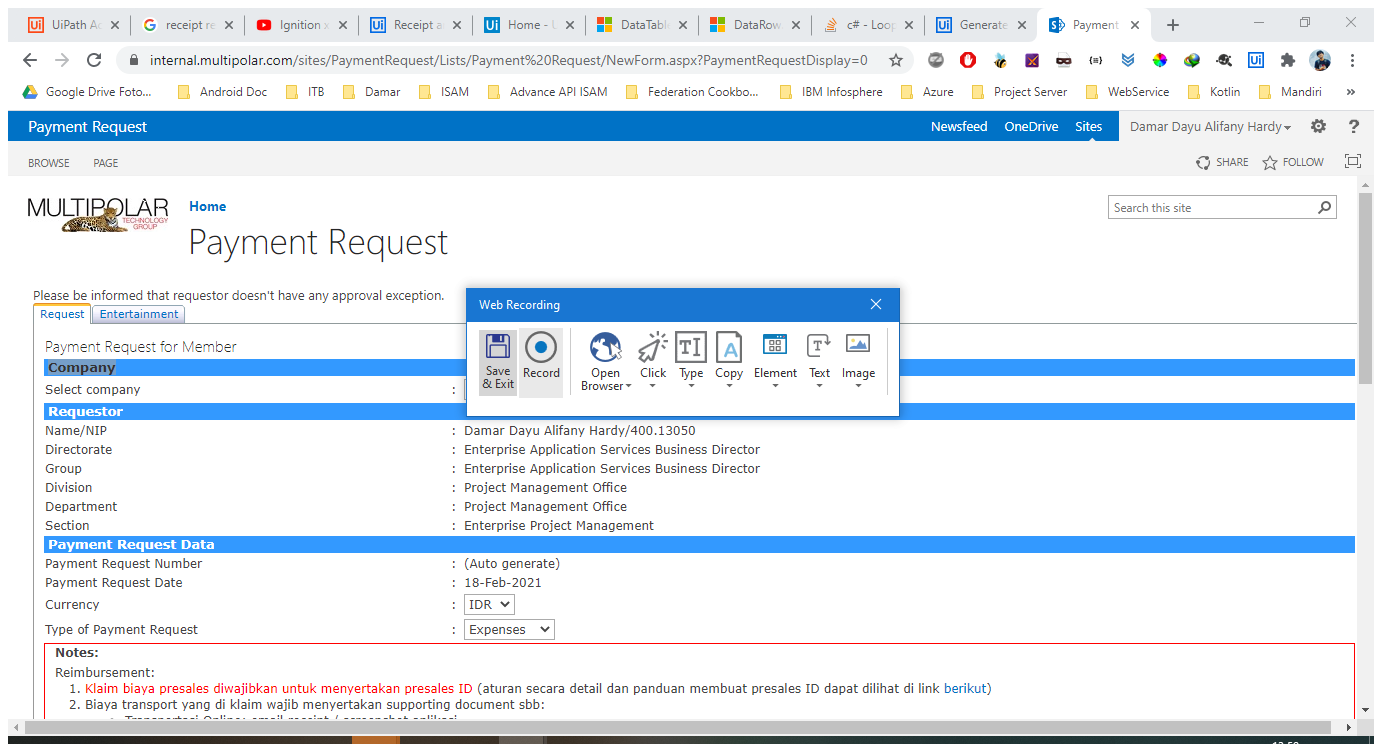 UiPath Ac
receipt re
Ignition x
Receipt a
Home - U
DataTabl
DataRow
c# - Loop
Generate
Payment
internal.multipolar.com/sites/PaymentRequest/Lists/Payment%20Request/NewForm.aspx?PaymentRequestDisplay=0
Google Drive Foto...
Android Doc
ITB
Damar
ISAM
Advance API ISAM
Federation Cookbo...
IBM Infosphere
Azure
Project Server
WebService
Kotlin
Mandiri
»
Payment Request
Newsfeed
OneDrive
Sites
Damar Dayu Alifany Hardy
?
BROWSE
PAGE
SHARE
FOLLOW
MULTIPOLAR
TECHNOLOGY
GROUP
Home
Search this site
Payment Request
Please be informed that requestor doesn't have any approval exception.
Request
Entertainment
Web Recording
Save & Exit
Record
Open Browser
Click
Type
Copy
Element
Text
Image
Payment Request for Member
Company
Select company :
Requestor
Name/NIP : Damar Dayu Alifany Hardy/400.13050
Directorate : Enterprise Application Services Business Director
Group : Enterprise Application Services Business Director
Division : Project Management Office
Department : Project Management Office
Section : Enterprise Project Management
Payment Request Data
Payment Request Number : (Auto generate)
Payment Request Date : 18-Feb-2021
Currency : IDR
Type of Payment Request : Expenses
Notes:
Reimbursement:
1. Klaim biaya presales diwajibkan untuk menyertakan presales ID (aturan secara detail dan panduan membuat presales ID dapat dilihat di link berikut)
2. Biaya transport yang di klaim wajib menyertakan supporting document sbb: